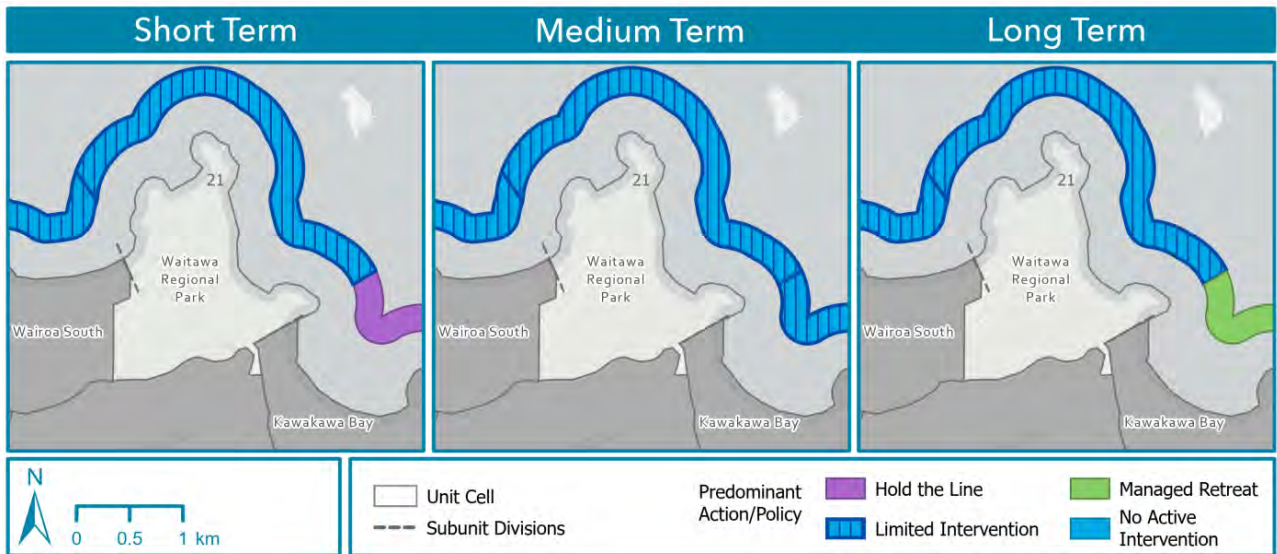 Short Term
Medium Term
Long Term
21
Waitawa
Regional
Park
Wairoa South
Kawakawa Bay
21
Waitawa
Regional
Park
Wairoa South
Kawakawa Bay
21
Waitawa
Regional
Park
Wairoa South
Kawakawa Bay
N
0 0.5 1 km
Unit Cell
Subunit Divisions
Predominant
Action/Policy
Hold the Line
Limited Intervention
Managed Retreat
No Active
Intervention